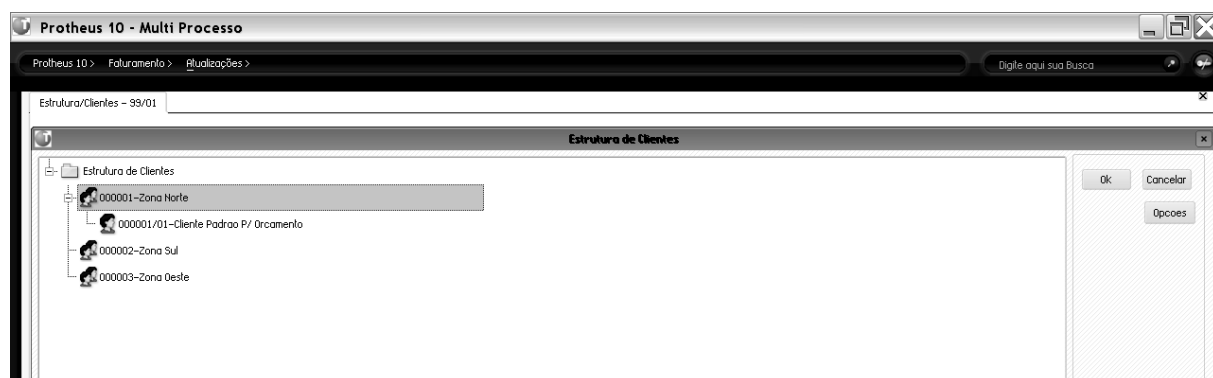 Protheus 10 - Multi Processo
Protheus 10 > Faturamento > Atualizações >
Digite aqui sua Busca
Estrutura/Clientes - 99/01
Estrutura de Clientes
Estrutura de Clientes
000001-Zona Norte
000001/01-Cliente Padrao P/ Orcamento
000002-Zona Sul
000003-Zona Oeste
Ok Cancelar
Opcoes